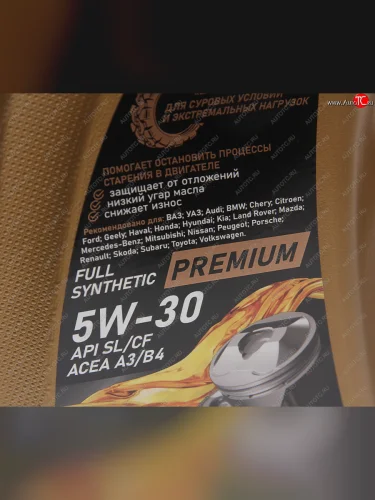 www.АвтоТС.ru
ДЛЯ СУРОВЫХ УСЛОВИЙ
И ЭКСТРЕМАЛЬНЫХ НАГРУЗОК
ПОМОГАЕТ ОСТАНОВИТЬ ПРОЦЕССЫ
СТАРЕНИЯ В ДВИГАТЕЛЕ
защищает от отложений
низкий угар масла
снижает износ
Рекомендовано для: ВАЗ; УАЗ; Audi; BMW; Chery; Citroen;
Ford; Geely; Haval; Honda; Hyundai; Kia; Land Rover; Mazda;
Mercedes-Benz; Mitsubishi; Nissan; Peugeot; Porsche;
Renault; Skoda; Subaru; Toyota; Volkswagen.
FULL
SYNTHETIC
PREMIUM
5W-30
API SL/CF
ACEA A3/B4